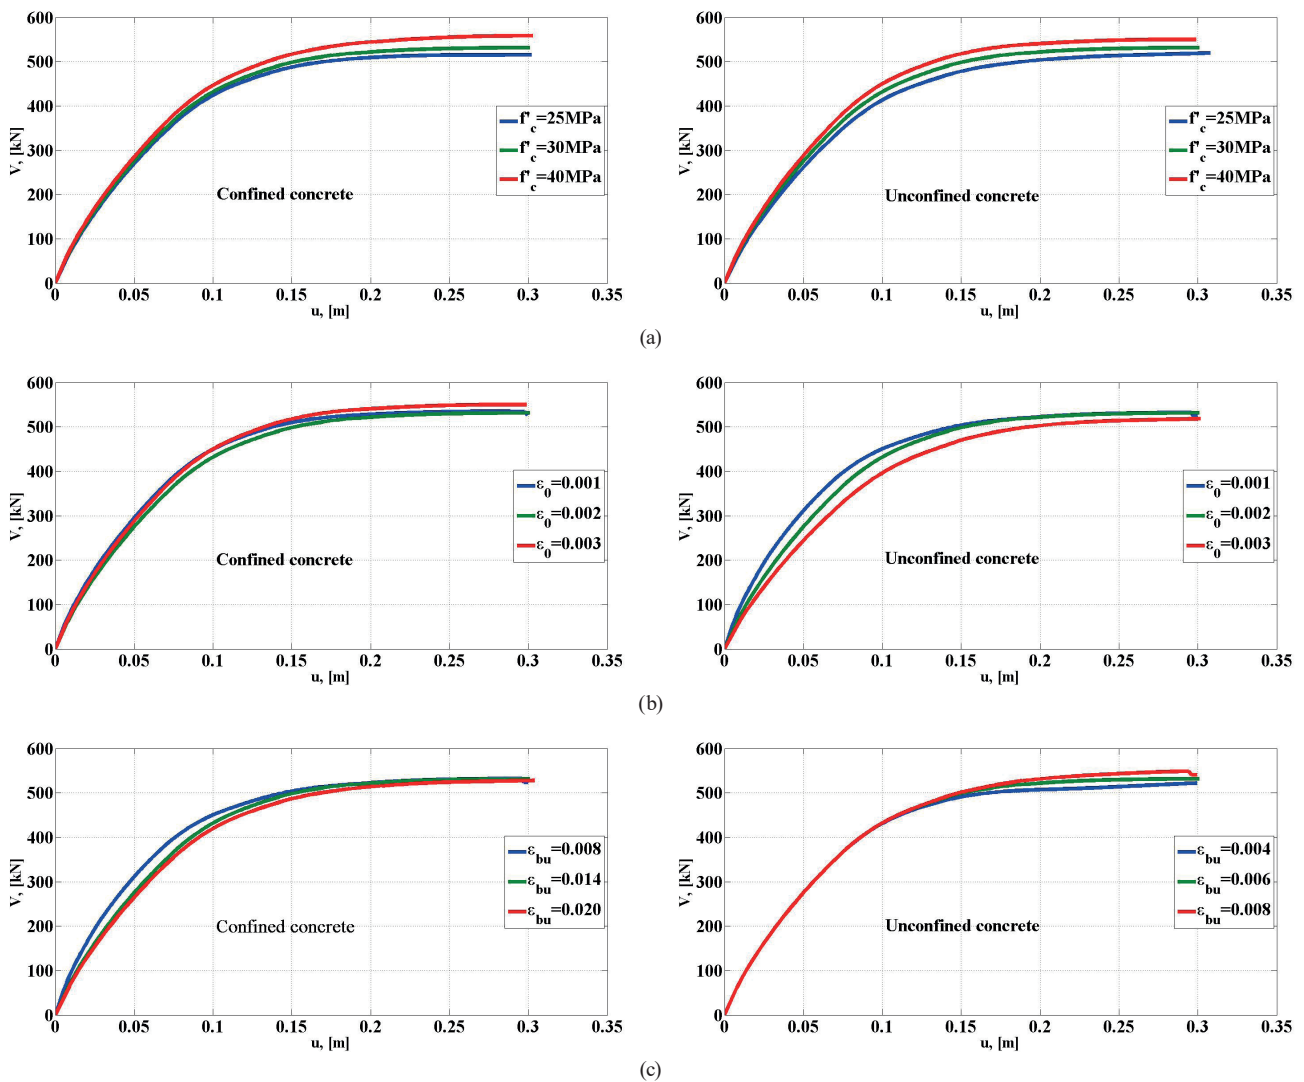 600
500
400
300
200
100
0
V, [kN]
f'c=25MPa
f'c=30MPa
f'c=40MPa
Confined concrete
0 0.05 0.1 0.15 0.2 0.25 0.3 0.35
u, [m]
600
500
400
300
200
100
0
V, [kN]
f'c=25MPa
f'c=30MPa
f'c=40MPa
Unconfined concrete
0 0.05 0.1 0.15 0.2 0.25 0.3 0.35
u, [m]
(a)
600
500
400
300
200
100
0
V, [kN]
ε0=0.001
ε0=0.002
ε0=0.003
Confined concrete
0 0.05 0.1 0.15 0.2 0.25 0.3 0.35
u, [m]
600
500
400
300
200
100
0
V, [kN]
ε0=0.001
ε0=0.002
ε0=0.003
Unconfined concrete
0 0.05 0.1 0.15 0.2 0.25 0.3 0.35
u, [m]
(b)
600
500
400
300
200
100
0
V, [kN]
εbu=0.008
εbu=0.014
εbu=0.020
Confined concrete
0 0.05 0.1 0.15 0.2 0.25 0.3 0.35
u, [m]
600
500
400
300
200
100
0
V, [kN]
εbu=0.004
εbu=0.006
εbu=0.008
Unconfined concrete
0 0.05 0.1 0.15 0.2 0.25 0.3 0.35
u, [m]
(c)